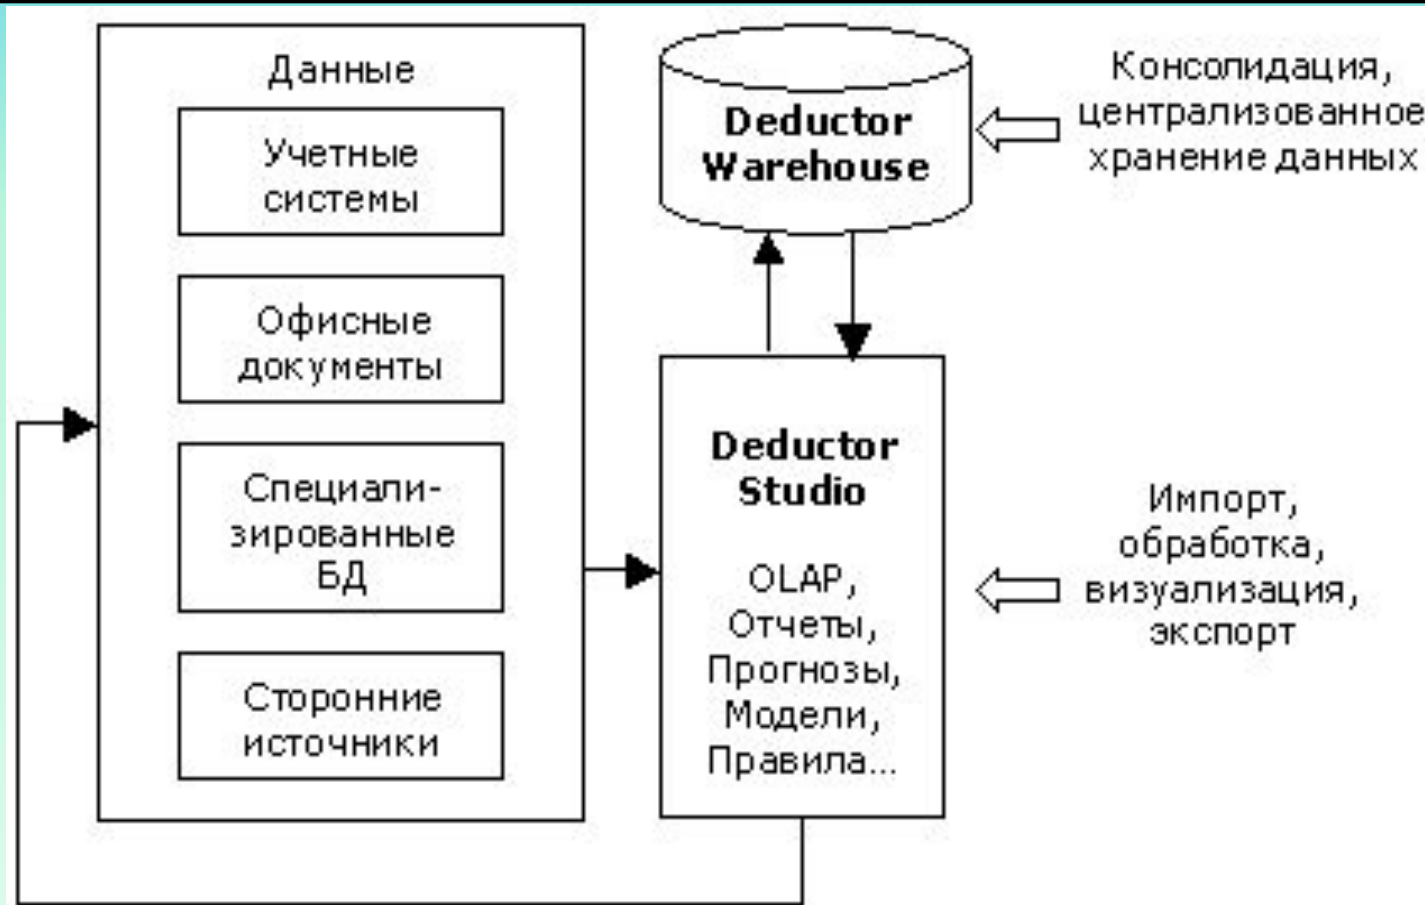 Данные
Учетные
системы
Офисные
документы
Специали-
зированные
БД
Сторонние
источники
Deductor
Warehouse
Консолидация,
централизованное
хранение данных
Deductor
Studio
OLAP,
Отчеты,
Прогнозы,
Модели,
Правила...
Импорт,
обработка,
визуализация,
экспорт